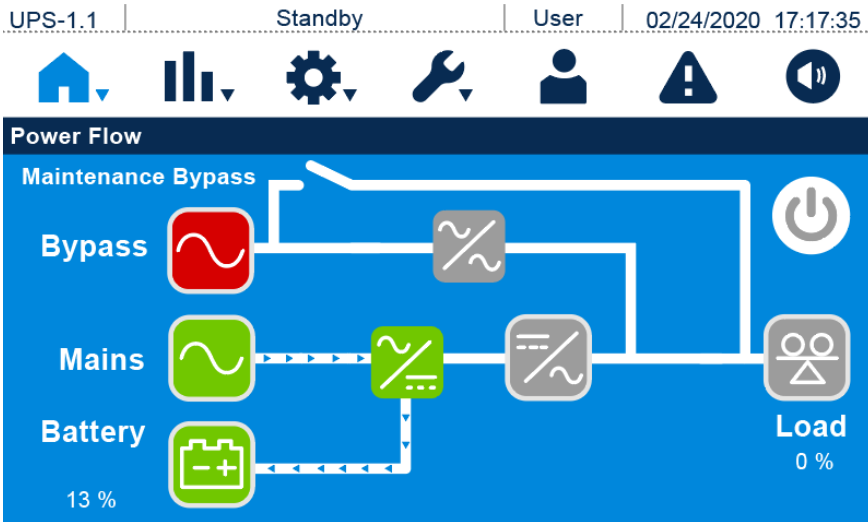 UPS-1.1 Standby User 02/24/2020 17:17:35
Power Flow
Maintenance Bypass
Bypass
Mains
Battery
13 %
Load
0 %